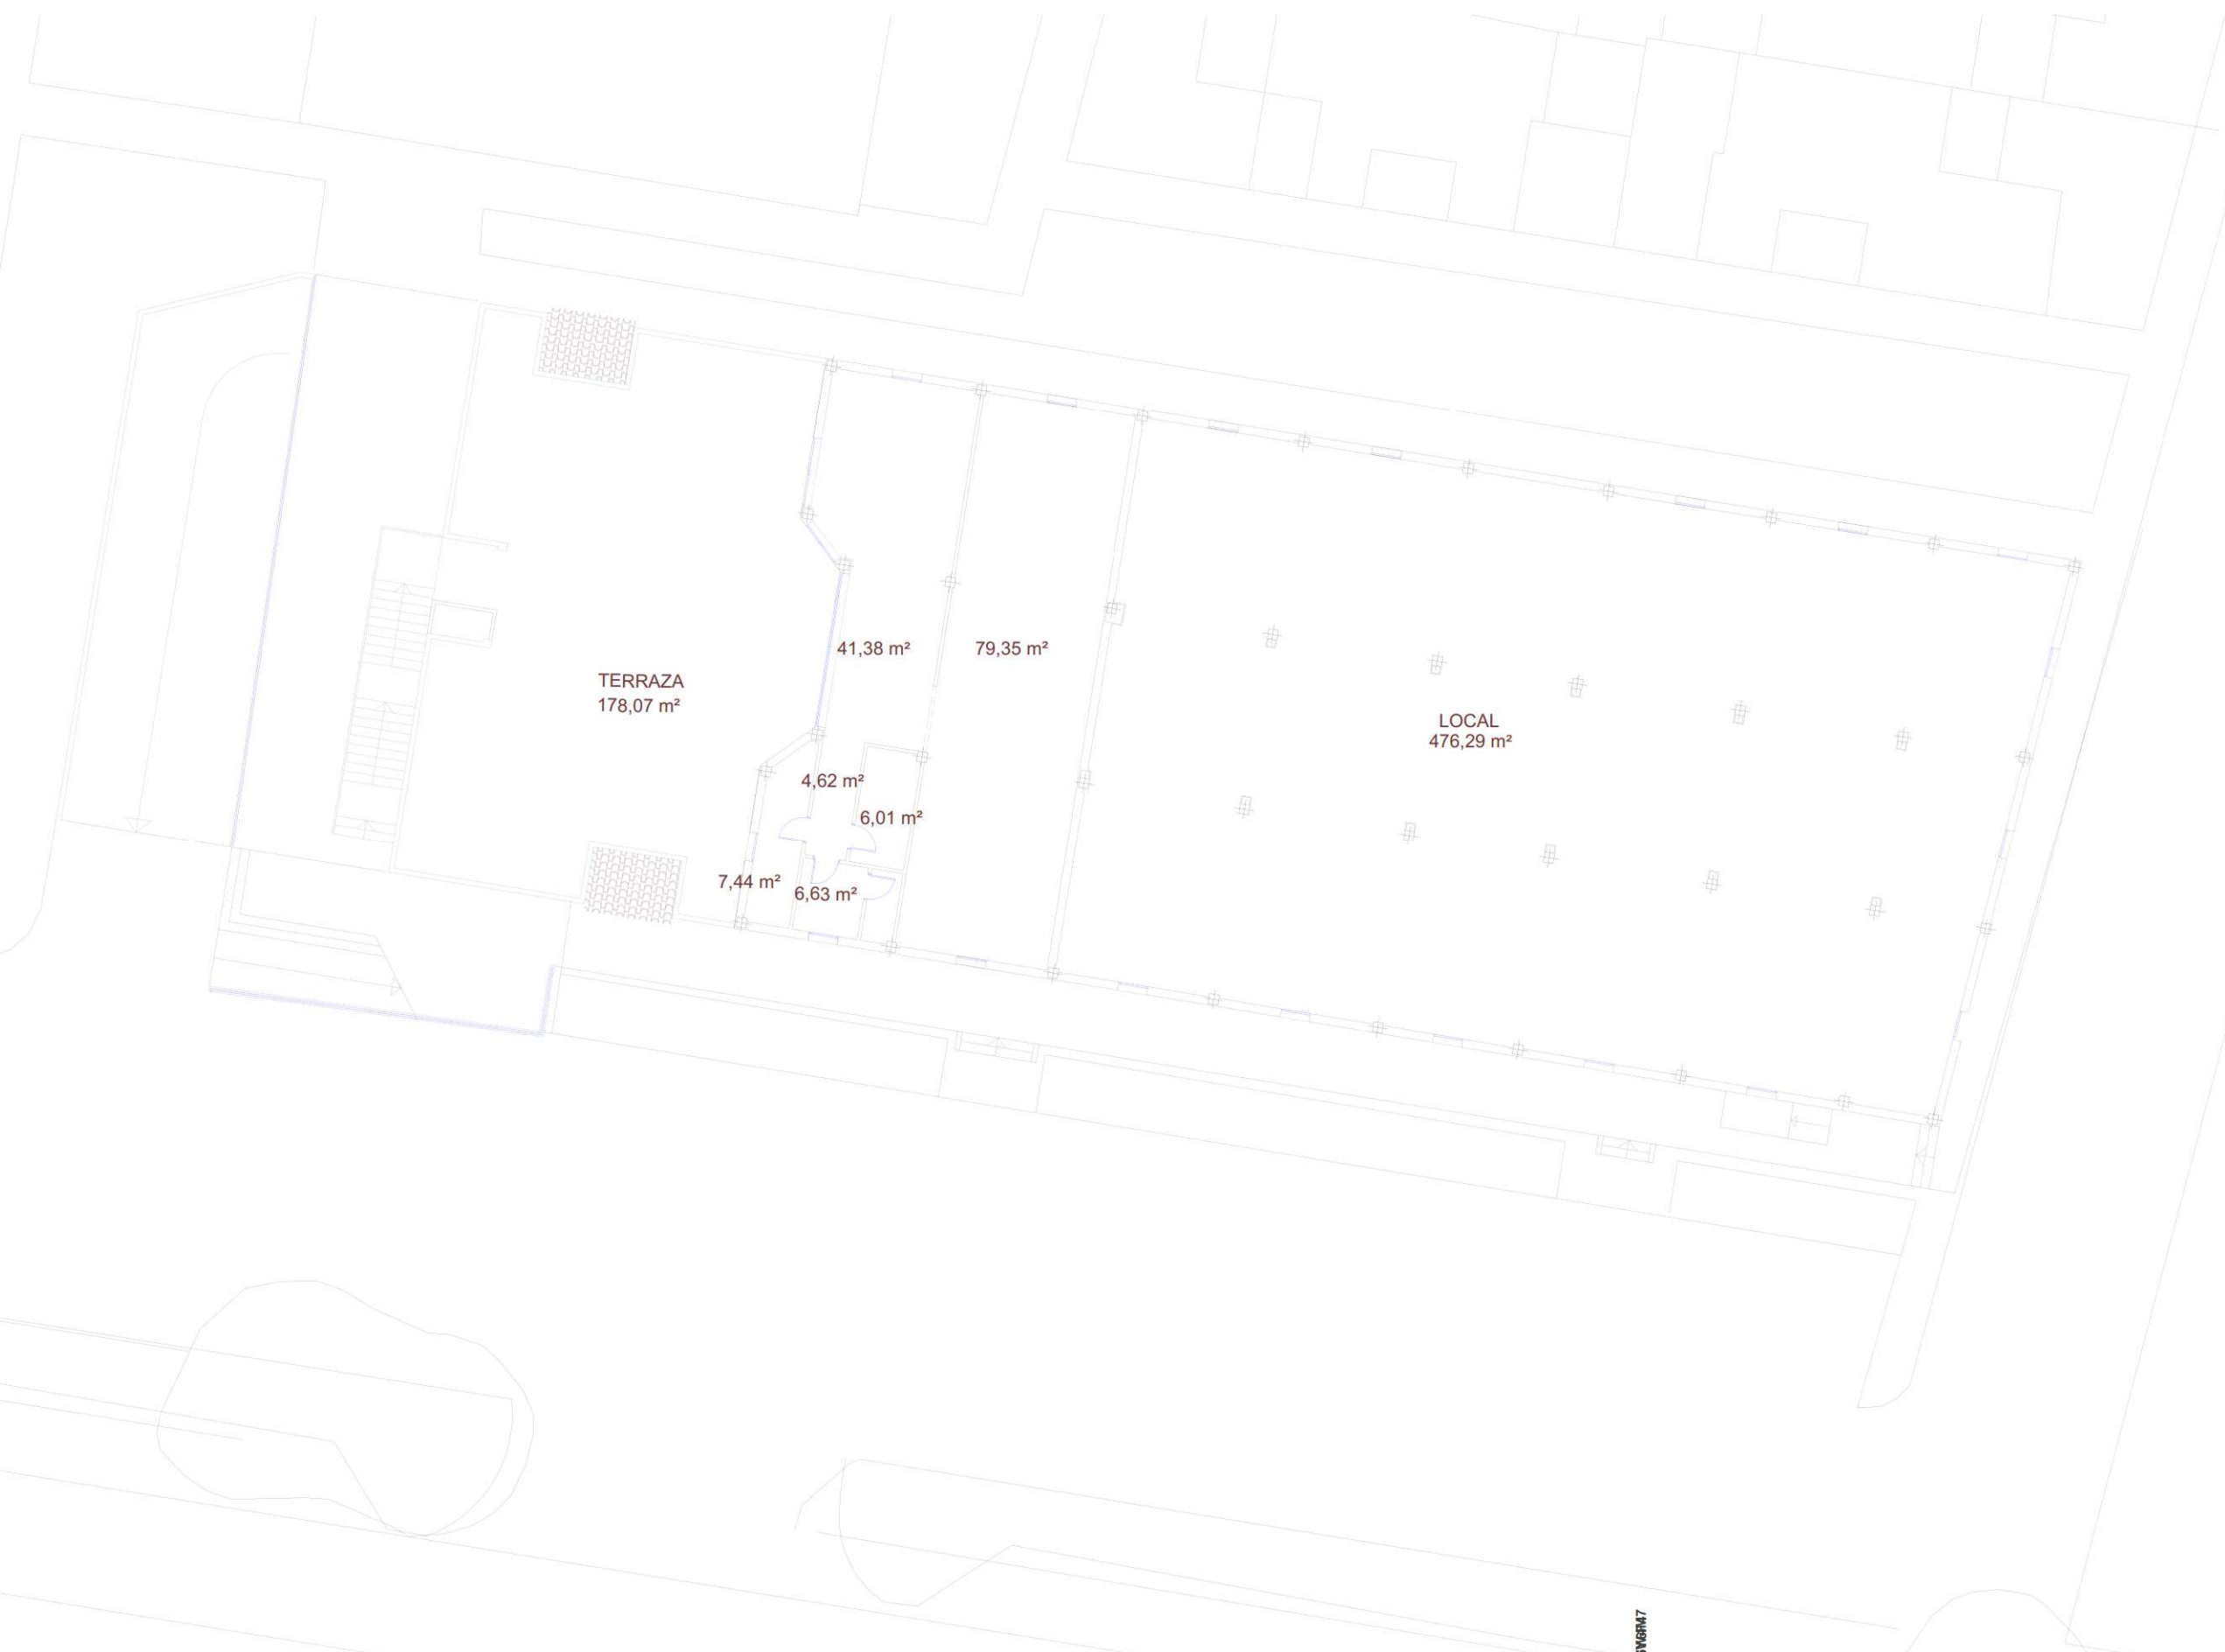 41,38 m²
79,35 m²
TERRAZA
178,07 m²
LOCAL
476,29 m²
4,62 m²
6,01 m²
7,44 m²
6,63 m²